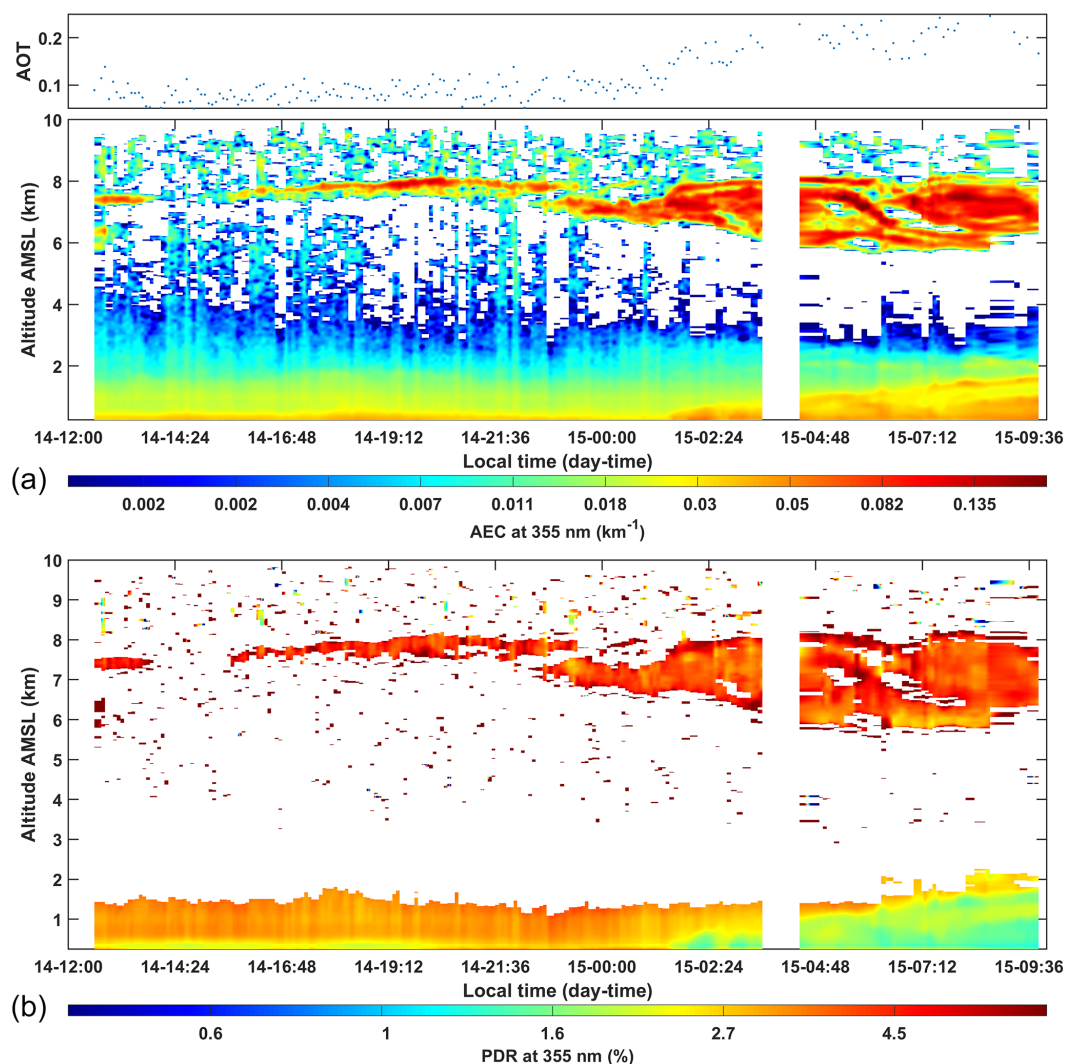 AOT
0.2
0.1
Altitude AMSL (km)
10
8
6
4
2
14-12:00 14-14:24 14-16:48 14-19:12 14-21:36 15-00:00 15-02:24 15-04:48 15-07:12 15-09:36
Local time (day-time)
(a)
0.002 0.002 0.004 0.007 0.011 0.018 0.03 0.05 0.082 0.135
AEC at 355 nm (km-1)
Altitude AMSL (km)
10
9
8
7
6
5
4
3
2
1
14-12:00 14-14:24 14-16:48 14-19:12 14-21:36 15-00:00 15-02:24 15-04:48 15-07:12 15-09:36
Local time (day-time)
(b)
0.6 1 1.6 2.7 4.5
PDR at 355 nm (%)